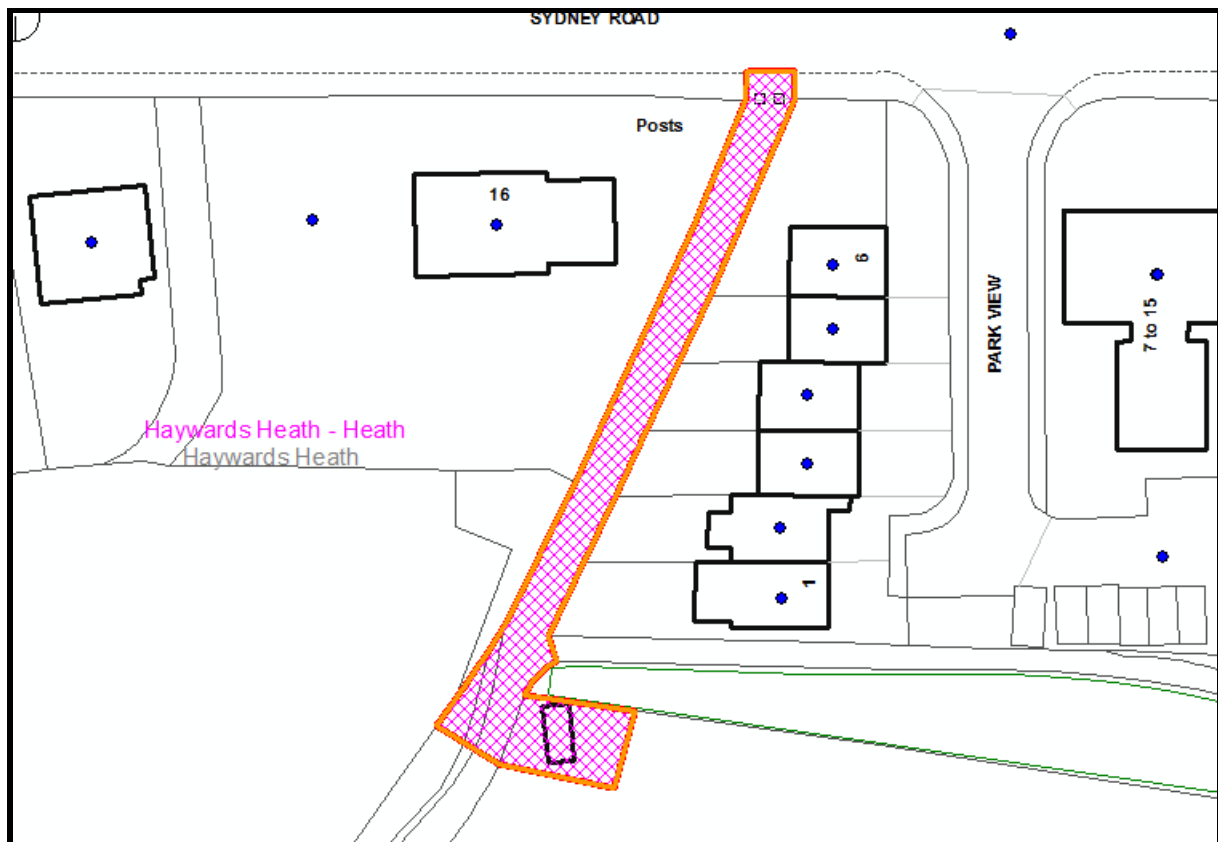 SYDNEY ROAD
Posts
16
6
PARK VIEW
7 to 15
Haywards Heath - Heath
Haywards Heath
1